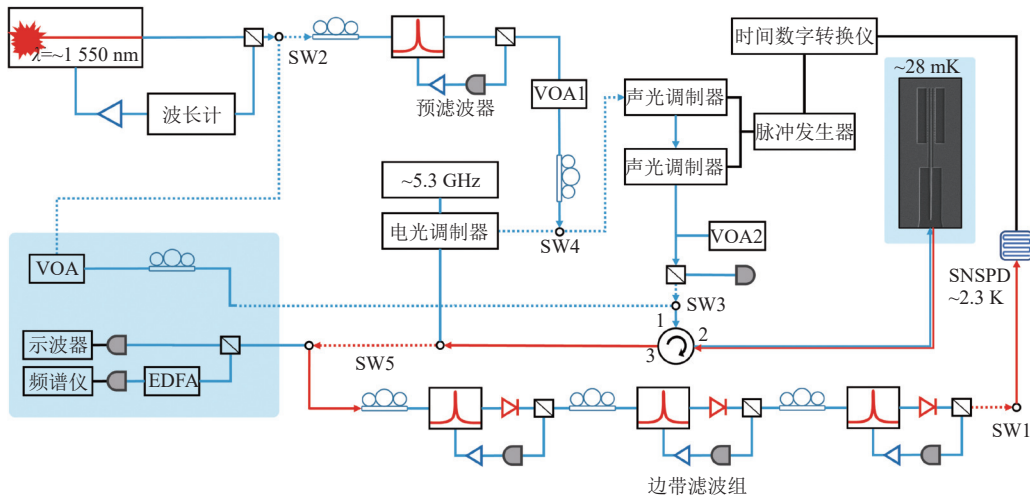 λ=~1 550 nm
波长计
SW2
预滤波器
VOA1
时间数字转换仪
声光调制器
脉冲发生器
声光调制器
~28 mK
~5.3 GHz
电光调制器
SW4
VOA2
SNSPD
~2.3 K
VOA
SW3
1
2
3
示波器
SW5
频谱仪
EDFA
SW1
边带滤波组